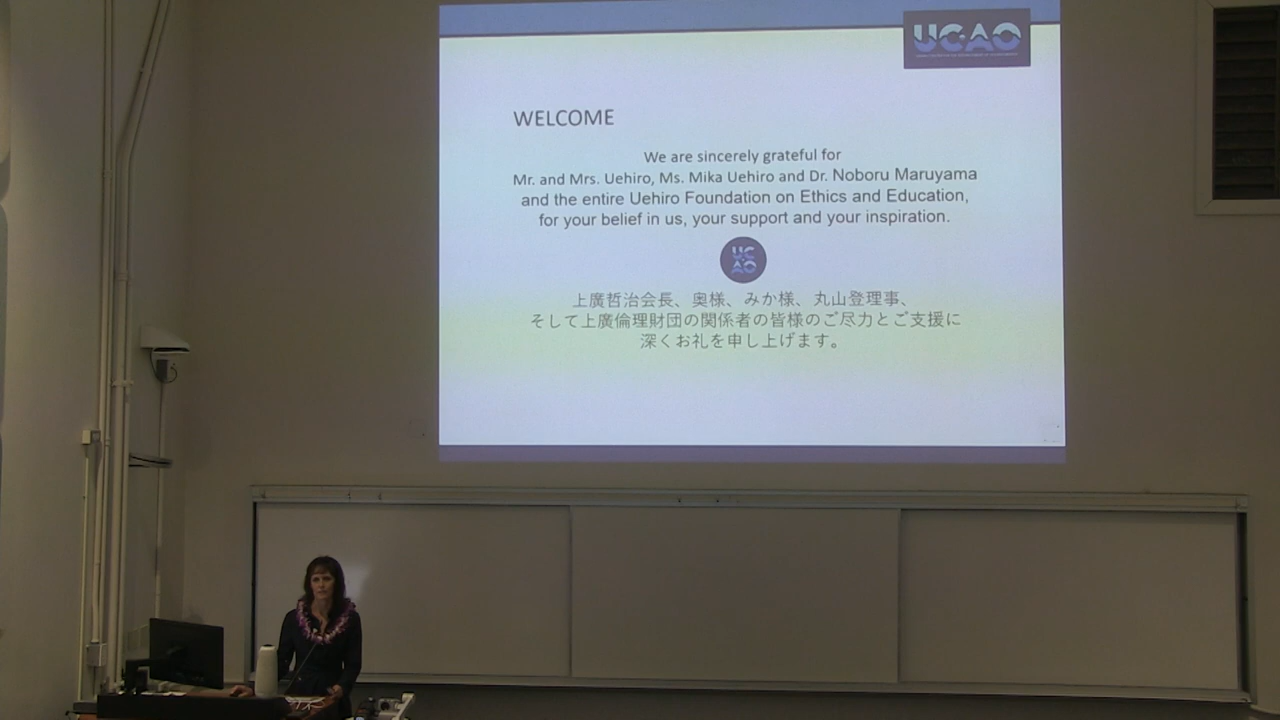 UCAO
WELCOME
We are sincerely grateful for
Mr. and Mrs. Uehiro, Ms. Mika Uehiro and Dr. Noboru Maruyama
and the entire Uehiro Foundation on Ethics and Education,
for your belief in us, your support and your inspiration.
UC
AO
上廣哲治会長、奥様、みか様、丸山登理事、
そして上廣倫理財団の関係者の皆様のご尽力とご支援に
深くお礼を申し上げます。